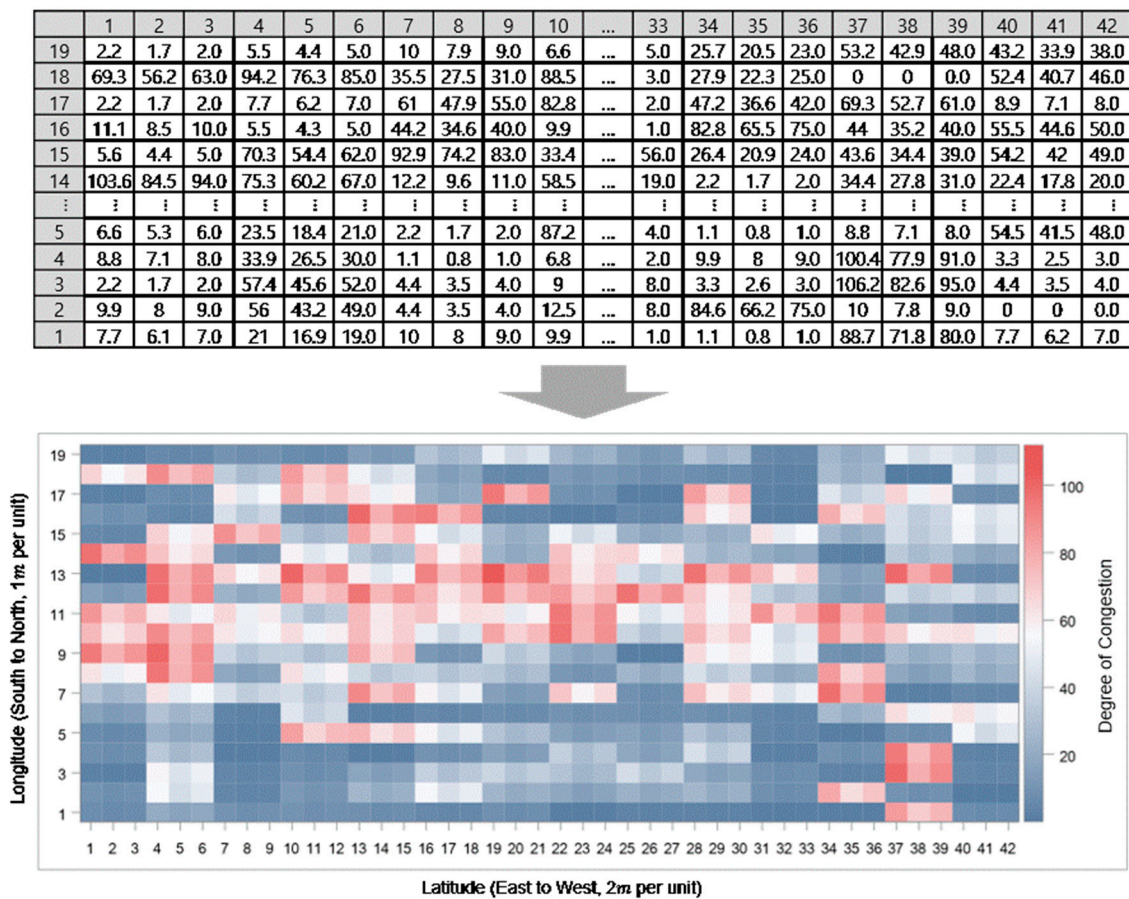 1 2 3 4 5 6 7 8 9 10 ... 33 34 35 36 37 38 39 40 41 42
19 2.2 1.7 2.0 5.5 4.4 5.0 10 7.9 9.0 6.6 ... 5.0 25.7 20.5 23.0 53.2 42.9 48.0 43.2 33.9 38.0
18 69.3 56.2 63.0 94.2 76.3 85.0 35.5 27.5 31.0 88.5 ... 3.0 27.9 22.3 25.0 0 0 0.0 52.4 40.7 46.0
17 2.2 1.7 2.0 7.7 6.2 7.0 61 47.9 55.0 82.8 ... 2.0 47.2 36.6 42.0 69.3 52.7 61.0 8.9 7.1 8.0
16 11.1 8.5 10.0 5.5 4.3 5.0 44.2 34.6 40.0 9.9 ... 1.0 82.8 65.5 75.0 44 35.2 40.0 55.5 44.6 50.0
15 5.6 4.4 5.0 70.3 54.4 62.0 92.9 74.2 83.0 33.4 ... 56.0 26.4 20.9 24.0 43.6 34.4 39.0 54.2 42 49.0
14 103.6 84.5 94.0 75.3 60.2 67.0 12.2 9.6 11.0 58.5 ... 19.0 2.2 1.7 2.0 34.4 27.8 31.0 22.4 17.8 20.0
⋮ ⋮ ⋮ ⋮ ⋮ ⋮ ⋮ ⋮ ⋮ ⋮ ⋮ ... ⋮ ⋮ ⋮ ⋮ ⋮ ⋮ ⋮ ⋮ ⋮ ⋮
5 6.6 5.3 6.0 23.5 18.4 21.0 2.2 1.7 2.0 87.2 ... 4.0 1.1 0.8 1.0 8.8 7.1 8.0 54.5 41.5 48.0
4 8.8 7.1 8.0 33.9 26.5 30.0 1.1 0.8 1.0 6.8 ... 2.0 9.9 8 9.0 100.4 77.9 91.0 3.3 2.5 3.0
3 2.2 1.7 2.0 57.4 45.6 52.0 4.4 3.5 4.0 9 ... 8.0 3.3 2.6 3.0 106.2 82.6 95.0 4.4 3.5 4.0
2 9.9 8 9.0 56 43.2 49.0 4.4 3.5 4.0 12.5 ... 8.0 84.6 66.2 75.0 10 7.8 9.0 0 0 0.0
1 7.7 6.1 7.0 21 16.9 19.0 10 8 9.0 9.9 ... 1.0 1.1 0.8 1.0 88.7 71.8 80.0 7.7 6.2 7.0
Longitude (South to North, 1m per unit)
19
17
15
13
11
9
7
5
3
1
1 2 3 4 5 6 7 8 9 10 11 12 13 14 15 16 17 18 19 20 21 22 23 24 25 26 27 28 29 30 31 32 33 34 35 36 37 38 39 40 41 42
Latitude (East to West, 2m per unit)
100
80
60
40
20
Degree of Congestion